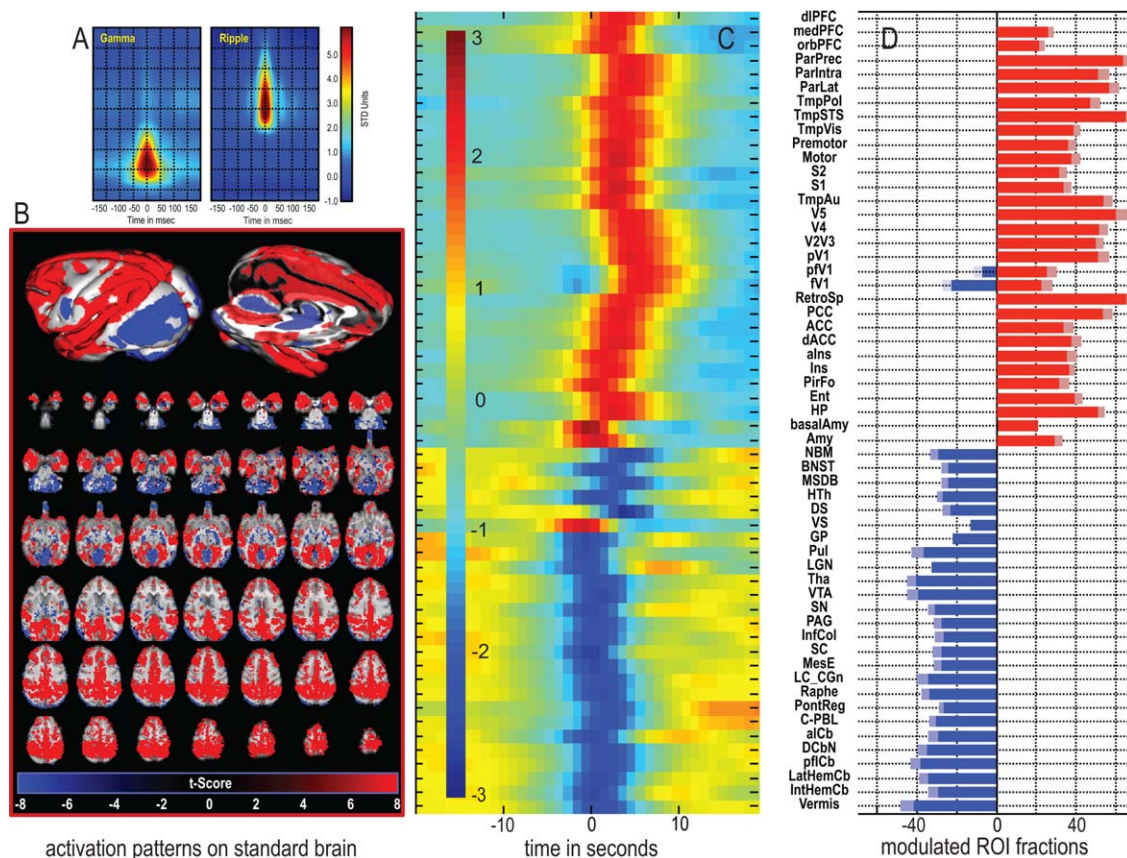 A
Gamma
Ripple
6.0
5.0
4.0
3.0
2.0
1.0
0.0
-1.0
STD Units
-150 -100 -50 0 50 100 150
-150 -100 -50 0 50 100 150
Time in msec
Time in msec
B
t-Score
-8 -6 -4 -2 0 2 4 6 8
activation patterns on standard brain
C
3
2
1
0
-1
-2
-3
-10 0 10
time in seconds
D
dlPFC
medPFC
orbPFC
ParPrec
ParIntra
ParLat
TmpPol
TmpSTS
TmpVis
Premotor
Motor
S2
S1
TmpAu
V5
V4
V2V3
pV1
pfV1
fV1
RetroSp
PCC
ACC
dACC
aIns
Ins
PirFo
Ent
HP
basalAmy
Amy
NBM
BNST
MSDB
HTh
DS
VS
GP
Pul
LGN
Tha
VTA
SN
PAG
InfCol
SC
MesE
LC_CGn
Raphe
PontReg
C-PBL
alCb
DCbN
pflCb
LatHemCb
IntHemCb
Vermis
-40 -20 0 40
modulated ROI fractions